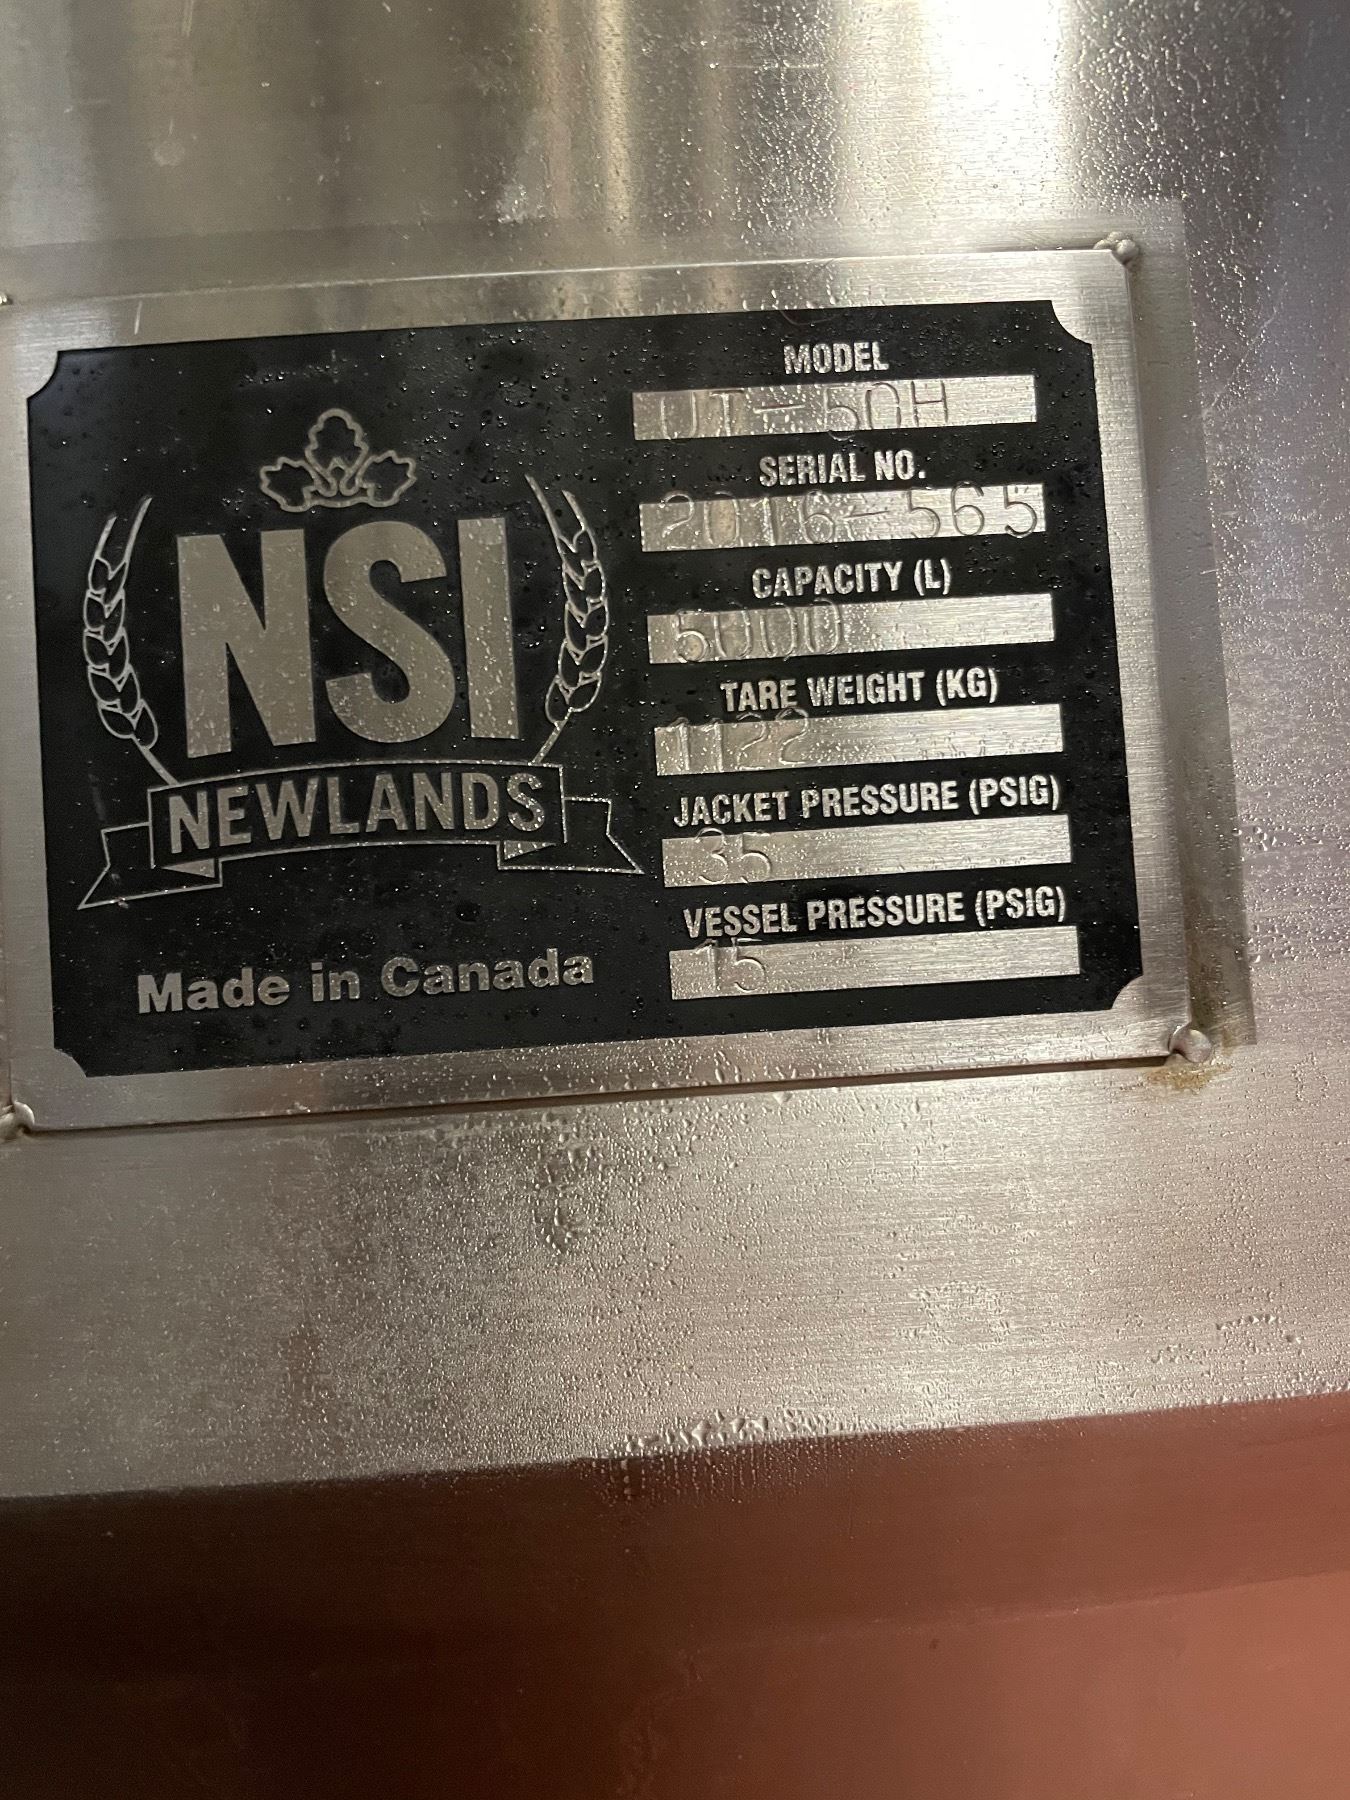 NSI
NEWLANDS
Made in Canada
MODEL
UT-50H
SERIAL NO.
2016-565
CAPACITY (L)
5000
TARE WEIGHT (KG)
1122
JACKET PRESSURE (PSIG)
35
VESSEL PRESSURE (PSIG)
15